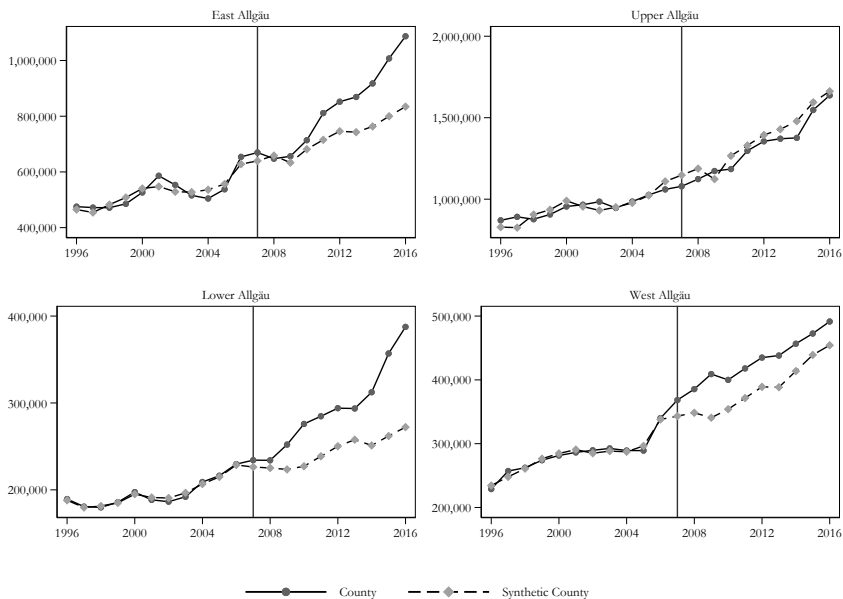 East Allgäu
1,000,000
800,000
600,000
400,000
1996 2000 2004 2008 2012 2016
Upper Allgäu
2,000,000
1,500,000
1,000,000
1996 2000 2004 2008 2012 2016
Lower Allgäu
400,000
300,000
200,000
1996 2000 2004 2008 2012 2016
West Allgäu
500,000
400,000
300,000
200,000
1996 2000 2004 2008 2012 2016
County Synthetic County